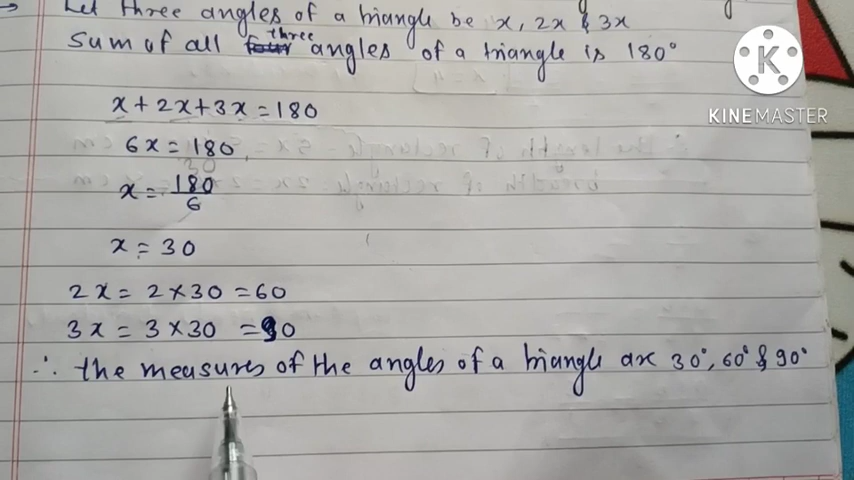 → Let three angles of a triangle be x, 2x & 3x
Sum of all four three angles of a triangle is 180°
K
KINEMASTER
x + 2x + 3x = 180
6x = 180
30
x = 180/6
x = 30
2x = 2 × 30 = 60
3x = 3 × 30 = 90
∴ the measures of the angles of a triangle are 30°, 60° & 90°